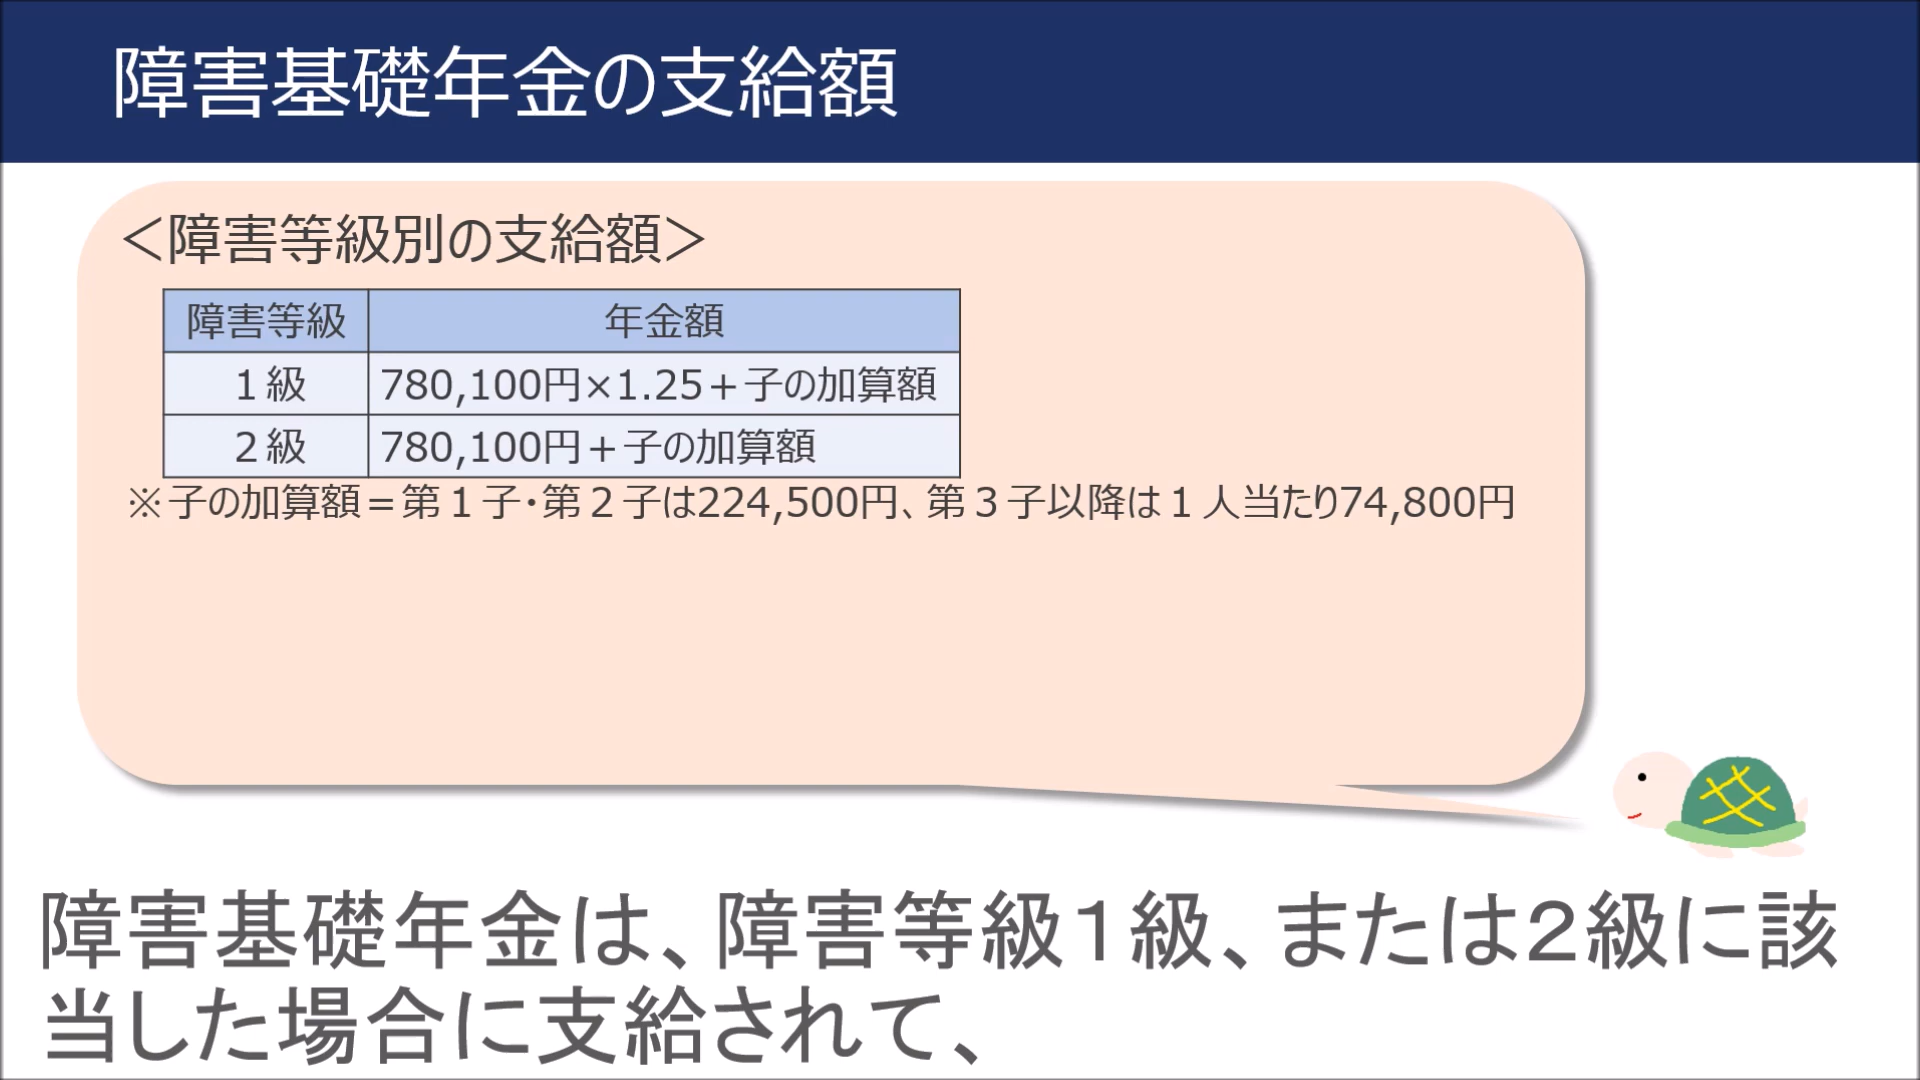 障害基礎年金の支給額
＜障害等級別の支給額＞
障害等級 年金額
１級 780,100円×1.25＋子の加算額
２級 780,100円＋子の加算額
※子の加算額＝第１子・第２子は224,500円、第３子以降は１人当たり74,800円
障害基礎年金は、障害等級１級、または２級に該
当した場合に支給されて、